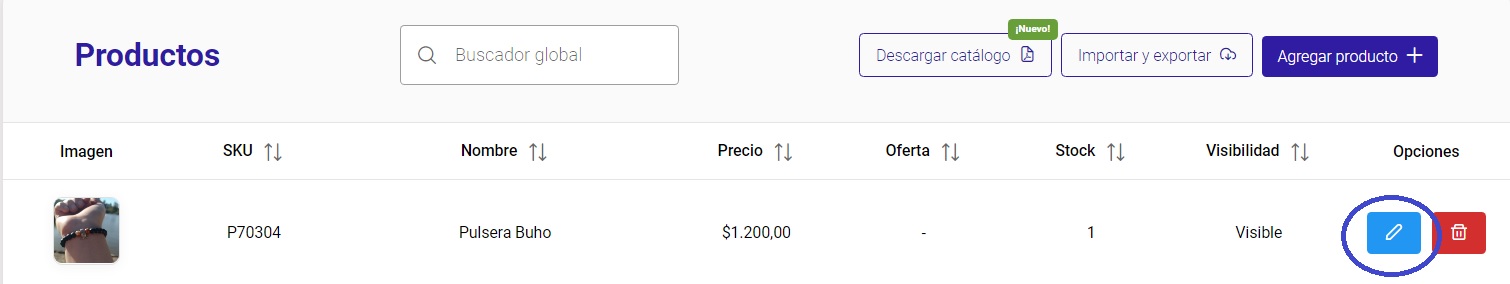 ¡Nuevo!
Productos
Buscador global
Descargar catálogo
Importar y exportar
Agregar producto
Imagen SKU Nombre Precio Oferta Stock Visibilidad Opciones
P70304 Pulsera Buho $1.200,00 - 1 Visible